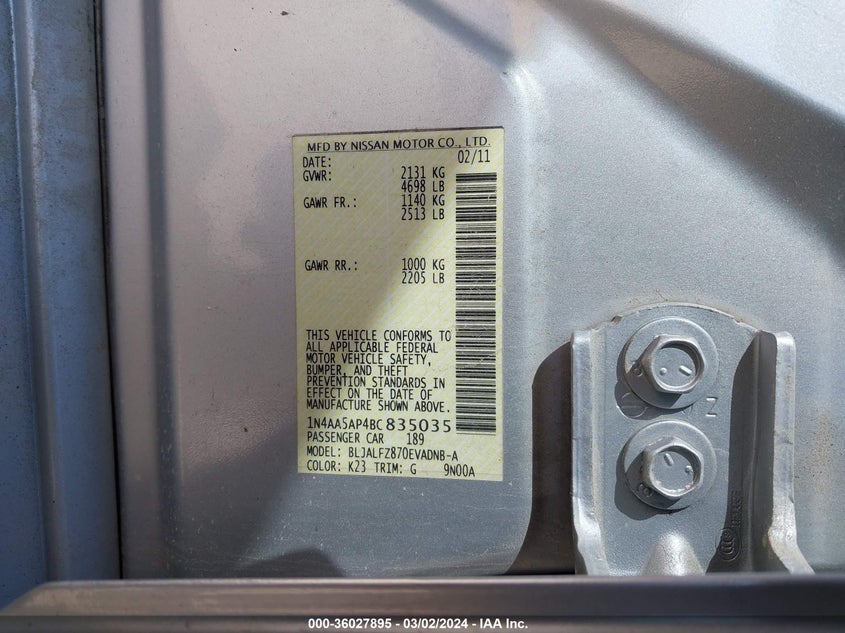 MFD BY NISSAN MOTOR CO., LTD.
DATE: 02/11
GVWR: 2131 KG
4698 LB
GAWR FR.: 1140 KG
2513 LB
GAWR RR.: 1000 KG
2205 LB
THIS VEHICLE CONFORMS TO
ALL APPLICABLE FEDERAL
MOTOR VEHICLE SAFETY,
BUMPER, AND THEFT
PREVENTION STANDARDS IN
EFFECT ON THE DATE OF
MANUFACTURE SHOWN ABOVE.
1N4AA5AP4BC835035
PASSENGER CAR 189
MODEL: BLJALFZ870EVADNB-A
COLOR: K23 TRIM: G 9N00A
000-36027895 - 03/02/2024 - IAA Inc.